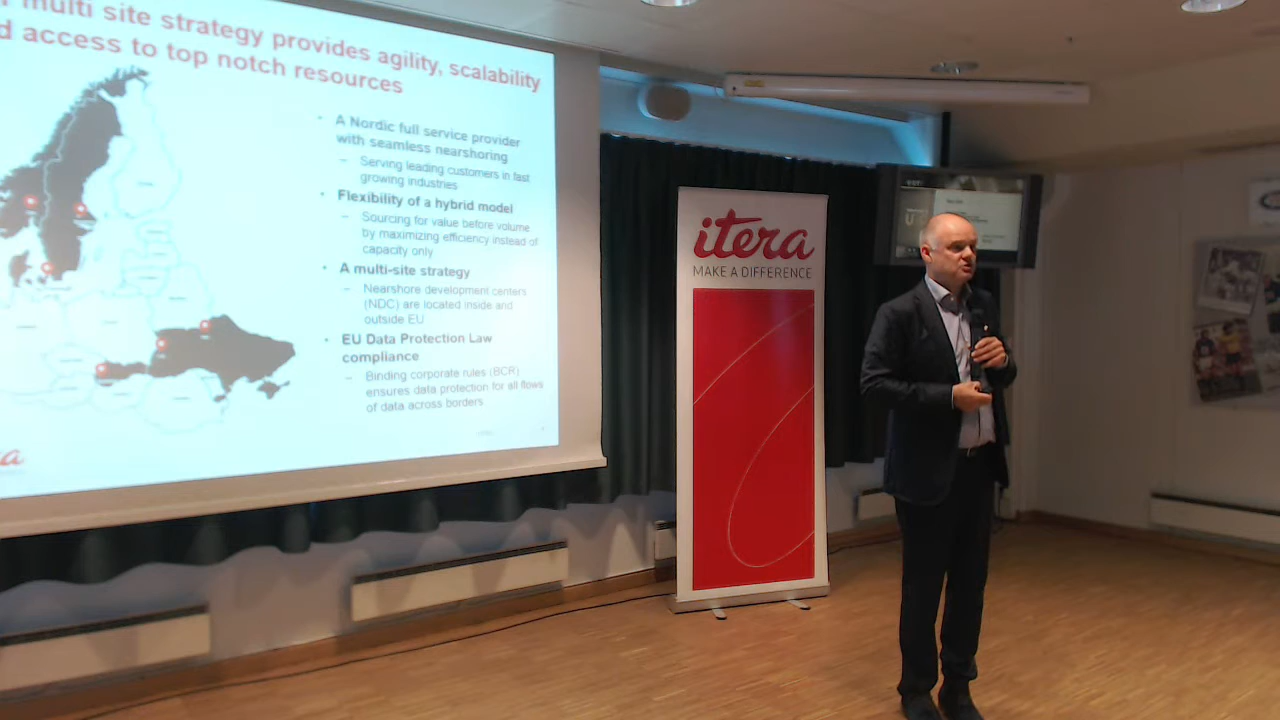 multi site strategy provides agility, scalability
d access to top notch resources
• A Nordic full service provider
with seamless nearshoring
– Serving leading customers in fast
growing industries
• Flexibility of a hybrid model
– Sourcing for value before volume
by maximizing efficiency instead of
capacity only
• A multi-site strategy
– Nearshore development centers
(NDC) are located inside and
outside EU
• EU Data Protection Law
compliance
– Binding corporate rules (BCR)
ensures data protection for all flows
of data across borders
a
itera
MAKE A DIFFERENCE